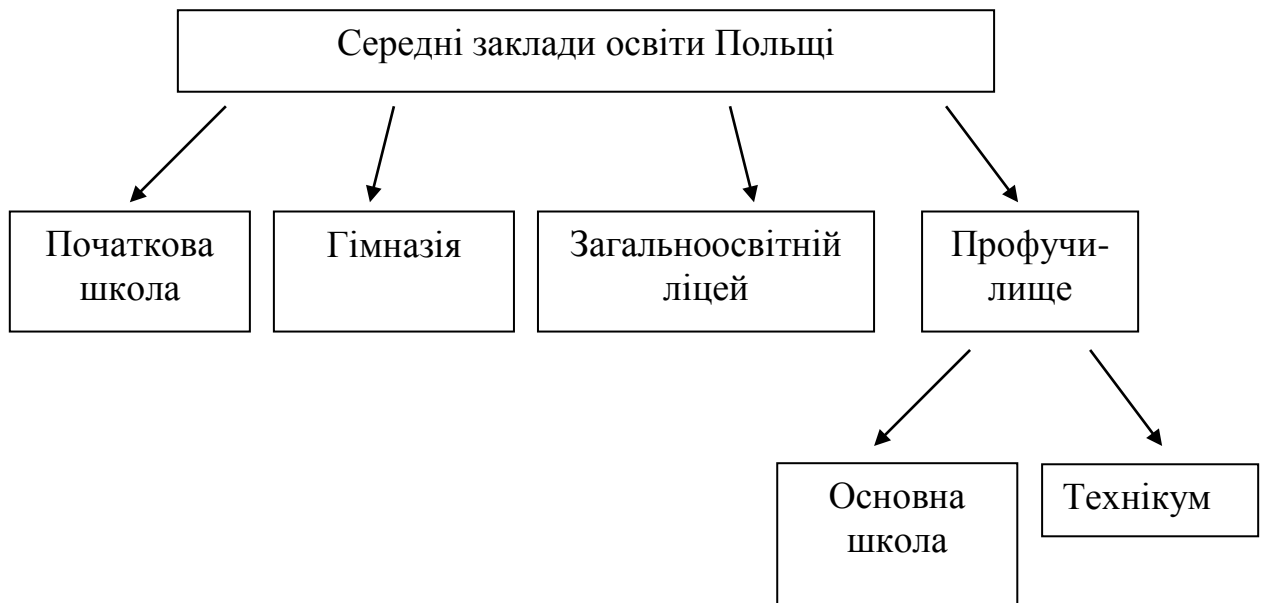 Середні заклади освіти Польщі
Початкова
школа
Гімназія
Загальноосвітній
ліцей
Профучи-
лище
Основна
школа
Технікум